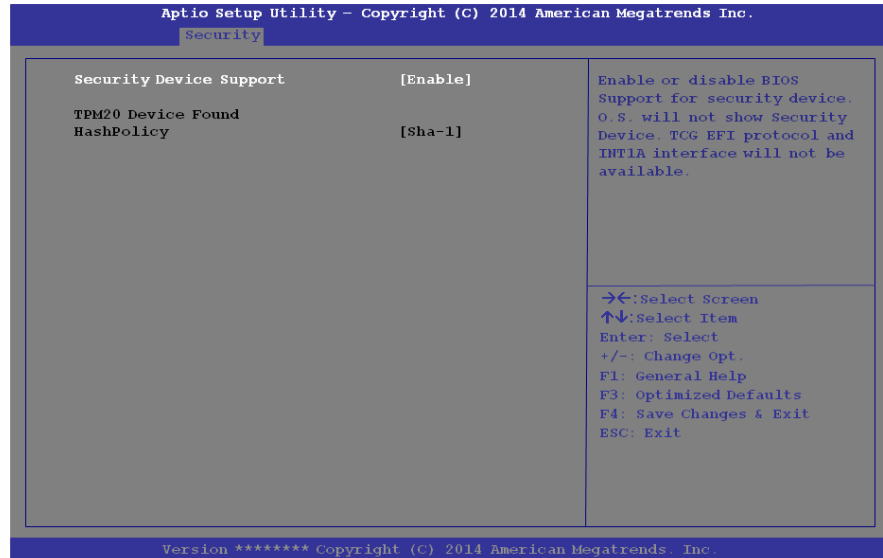 Aptio Setup Utility – Copyright (C) 2014 American Megatrends Inc.
Security
Security Device Support [Enable]
TPM20 Device Found
HashPolicy [Sha-1]
Enable or disable BIOS
Support for security device.
O.S. will not show Security
Device. TCG EFI protocol and
INT1A interface will not be
available.
→←:Select Screen
↑↓:Select Item
Enter: Select
+/-: Change Opt.
F1: General Help
F3: Optimized Defaults
F4: Save Changes & Exit
ESC: Exit
Version ******** Copyright (C) 2014 American Megatrends. Inc.